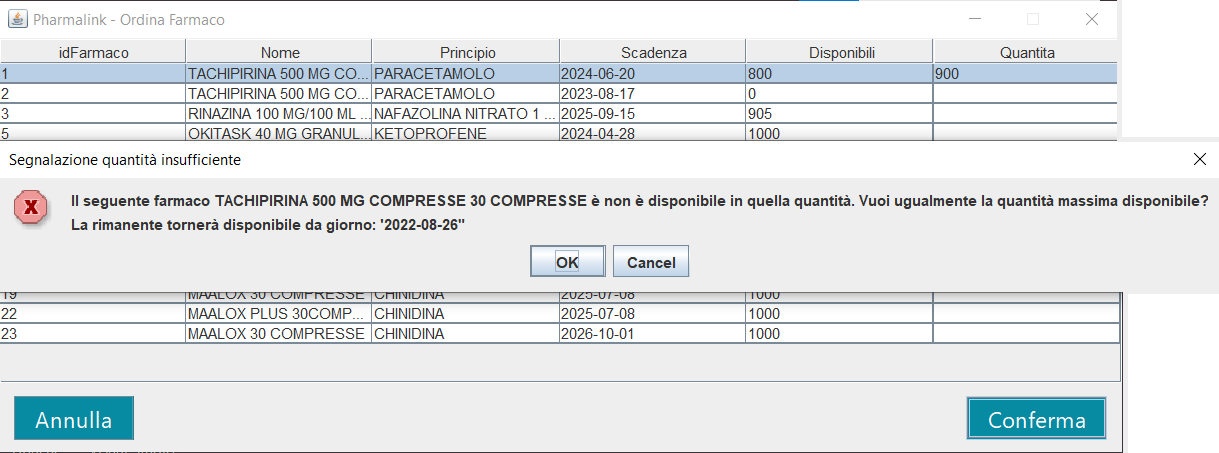 Pharmalink - Ordina Farmaco
idFarmaco Nome Principio Scadenza Disponibili Quantita
1 TACHIPIRINA 500 MG CO... PARACETAMOLO 2024-06-20 800 900
2 TACHIPIRINA 500 MG CO... PARACETAMOLO 2023-08-17 0
3 RINAZINA 100 MG/100 ML ... NAFAZOLINA NITRATO 1 ... 2025-09-15 905
5 OKITASK 40 MG GRANUL... KETOPROFENE 2024-04-28 1000
Segnalazione quantità insufficiente
Il seguente farmaco TACHIPIRINA 500 MG COMPRESSE 30 COMPRESSE è non è disponibile in quella quantità. Vuoi ugualmente la quantità massima disponibile?
La rimanente tornerà disponibile da giorno: '2022-08-26"
OK Cancel
19 MAALOX 30 COMPRESSE CHINIDINA 2025-07-08 1000
22 MAALOX PLUS 30COMP... CHINIDINA 2025-07-08 1000
23 MAALOX 30 COMPRESSE CHINIDINA 2026-10-01 1000
Annulla Conferma